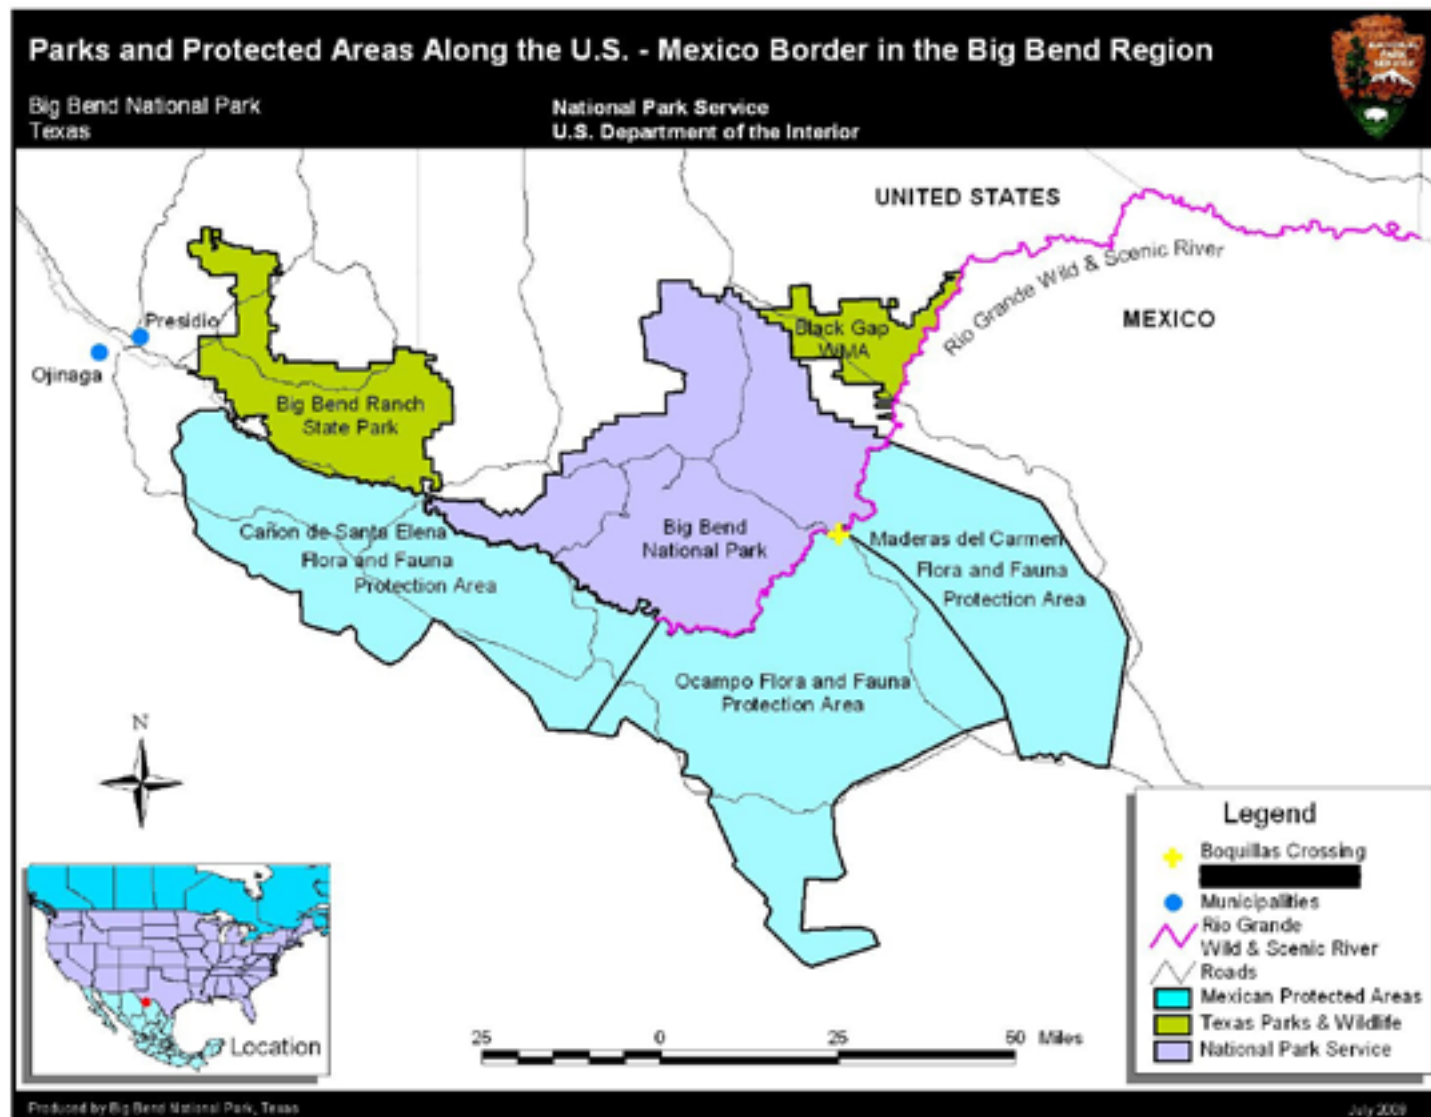 Parks and Protected Areas Along the U.S. - Mexico Border in the Big Bend Region
Big Bend National Park
Texas
National Park Service
U.S. Department of the Interior
NATIONAL
PARK
SERVICE
UNITED STATES
Rio Grande Wild & Scenic River
MEXICO
Presidio
Ojinaga
Black Gap
WMA
Big Bend Ranch
State Park
Big Bend
National Park
Cañon de Santa Elena
Flora and Fauna
Protection Area
Maderas del Carmen
Flora and Fauna
Protection Area
Ocampo Flora and Fauna
Protection Area
N
Location
25 0 25 50 Miles
Legend
Boquillas Crossing
Municipalities
Rio Grande
Wild & Scenic River
Roads
Mexican Protected Areas
Texas Parks & Wildlife
National Park Service
Produced by Big Bend National Park, Texas